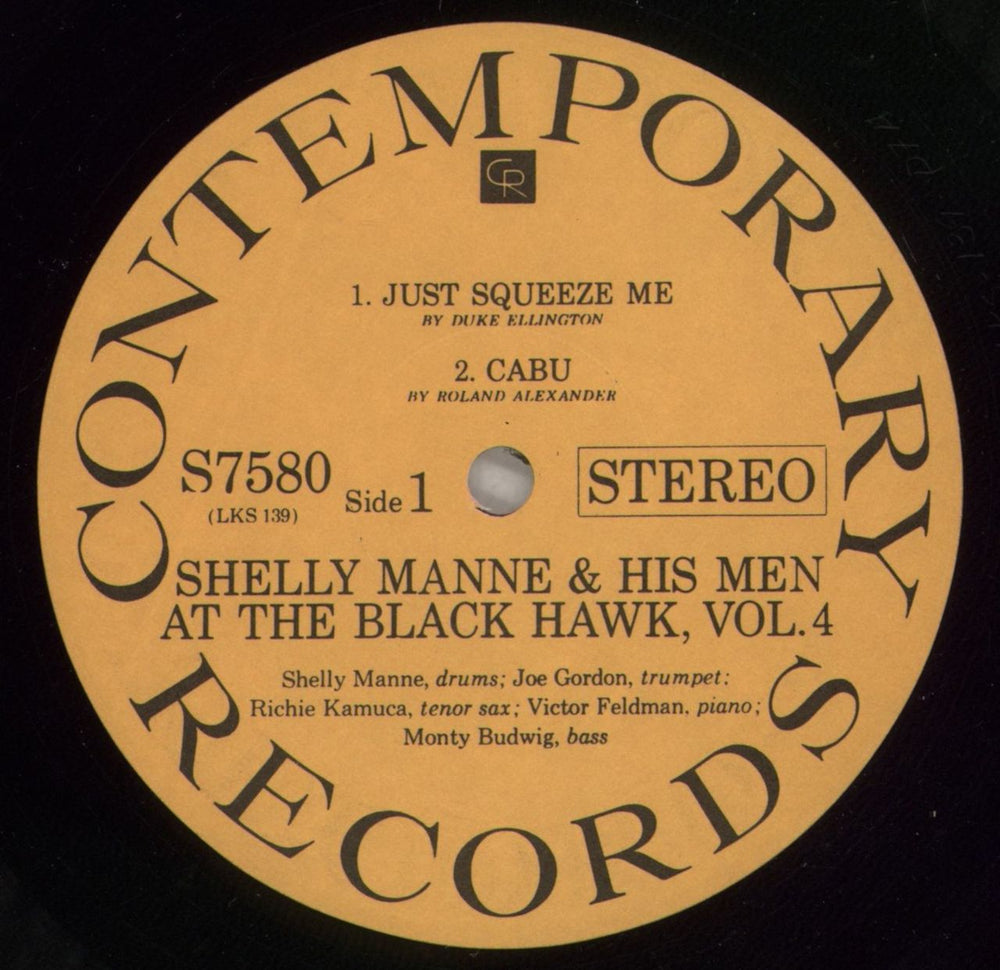 CONTEMPORARY
CR
1. JUST SQUEEZE ME
BY DUKE ELLINGTON
2. CABU
BY ROLAND ALEXANDER
S7580
(LKS 139)
Side 1
STEREO
SHELLY MANNE & HIS MEN
AT THE BLACK HAWK, VOL. 4
Shelly Manne, drums; Joe Gordon, trumpet:
Richie Kamuca, tenor sax; Victor Feldman, piano;
Monty Budwig, bass
RECORDS